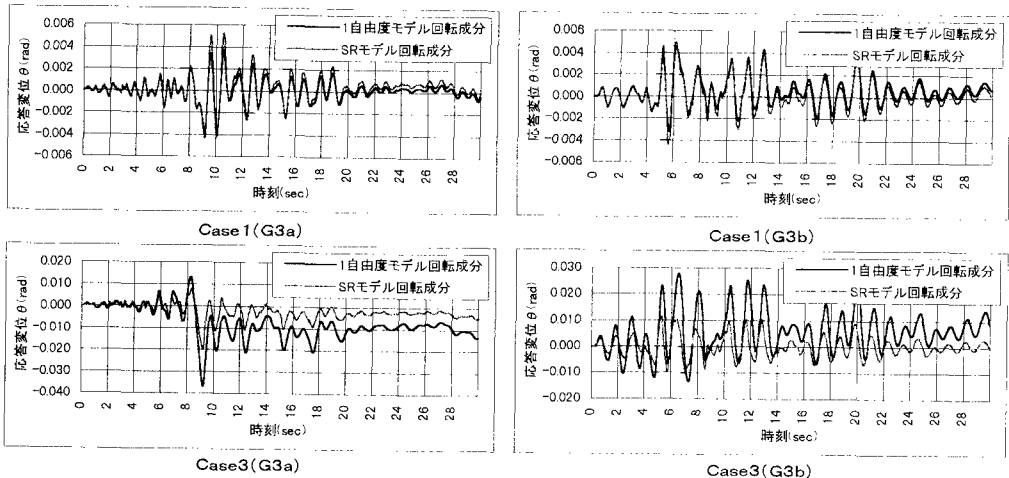 0.006
0.004
0.002
0.000
-0.002
-0.004
-0.006
応答変位θ(rad)
1自由度モデル回転成分
SRモデル回転成分
0 2 4 6 8 10 12 14 16 18 20 22 24 26 28
時刻(sec)
Case1(G3a)
0.006
0.004
0.002
0.000
-0.002
-0.004
-0.006
応答変位θ(rad)
1自由度モデル回転成分
SRモデル回転成分
0 2 4 6 8 10 12 14 16 18 20 22 24 26 28
時刻(sec)
Case1(G3b)
0.020
0.010
0.000
-0.010
-0.020
-0.030
-0.040
応答変位θ(rad)
1自由度モデル回転成分
SRモデル回転成分
0 2 4 6 8 10 12 14 16 18 20 22 24 26 28
時刻(sec)
Case3(G3a)
0.030
0.020
0.010
0.000
-0.010
-0.020
応答変位θ(rad)
1自由度モデル回転成分
SRモデル回転成分
0 2 4 6 8 10 12 14 16 18 20 22 24 26 28
時刻(sec)
Case3(G3b)